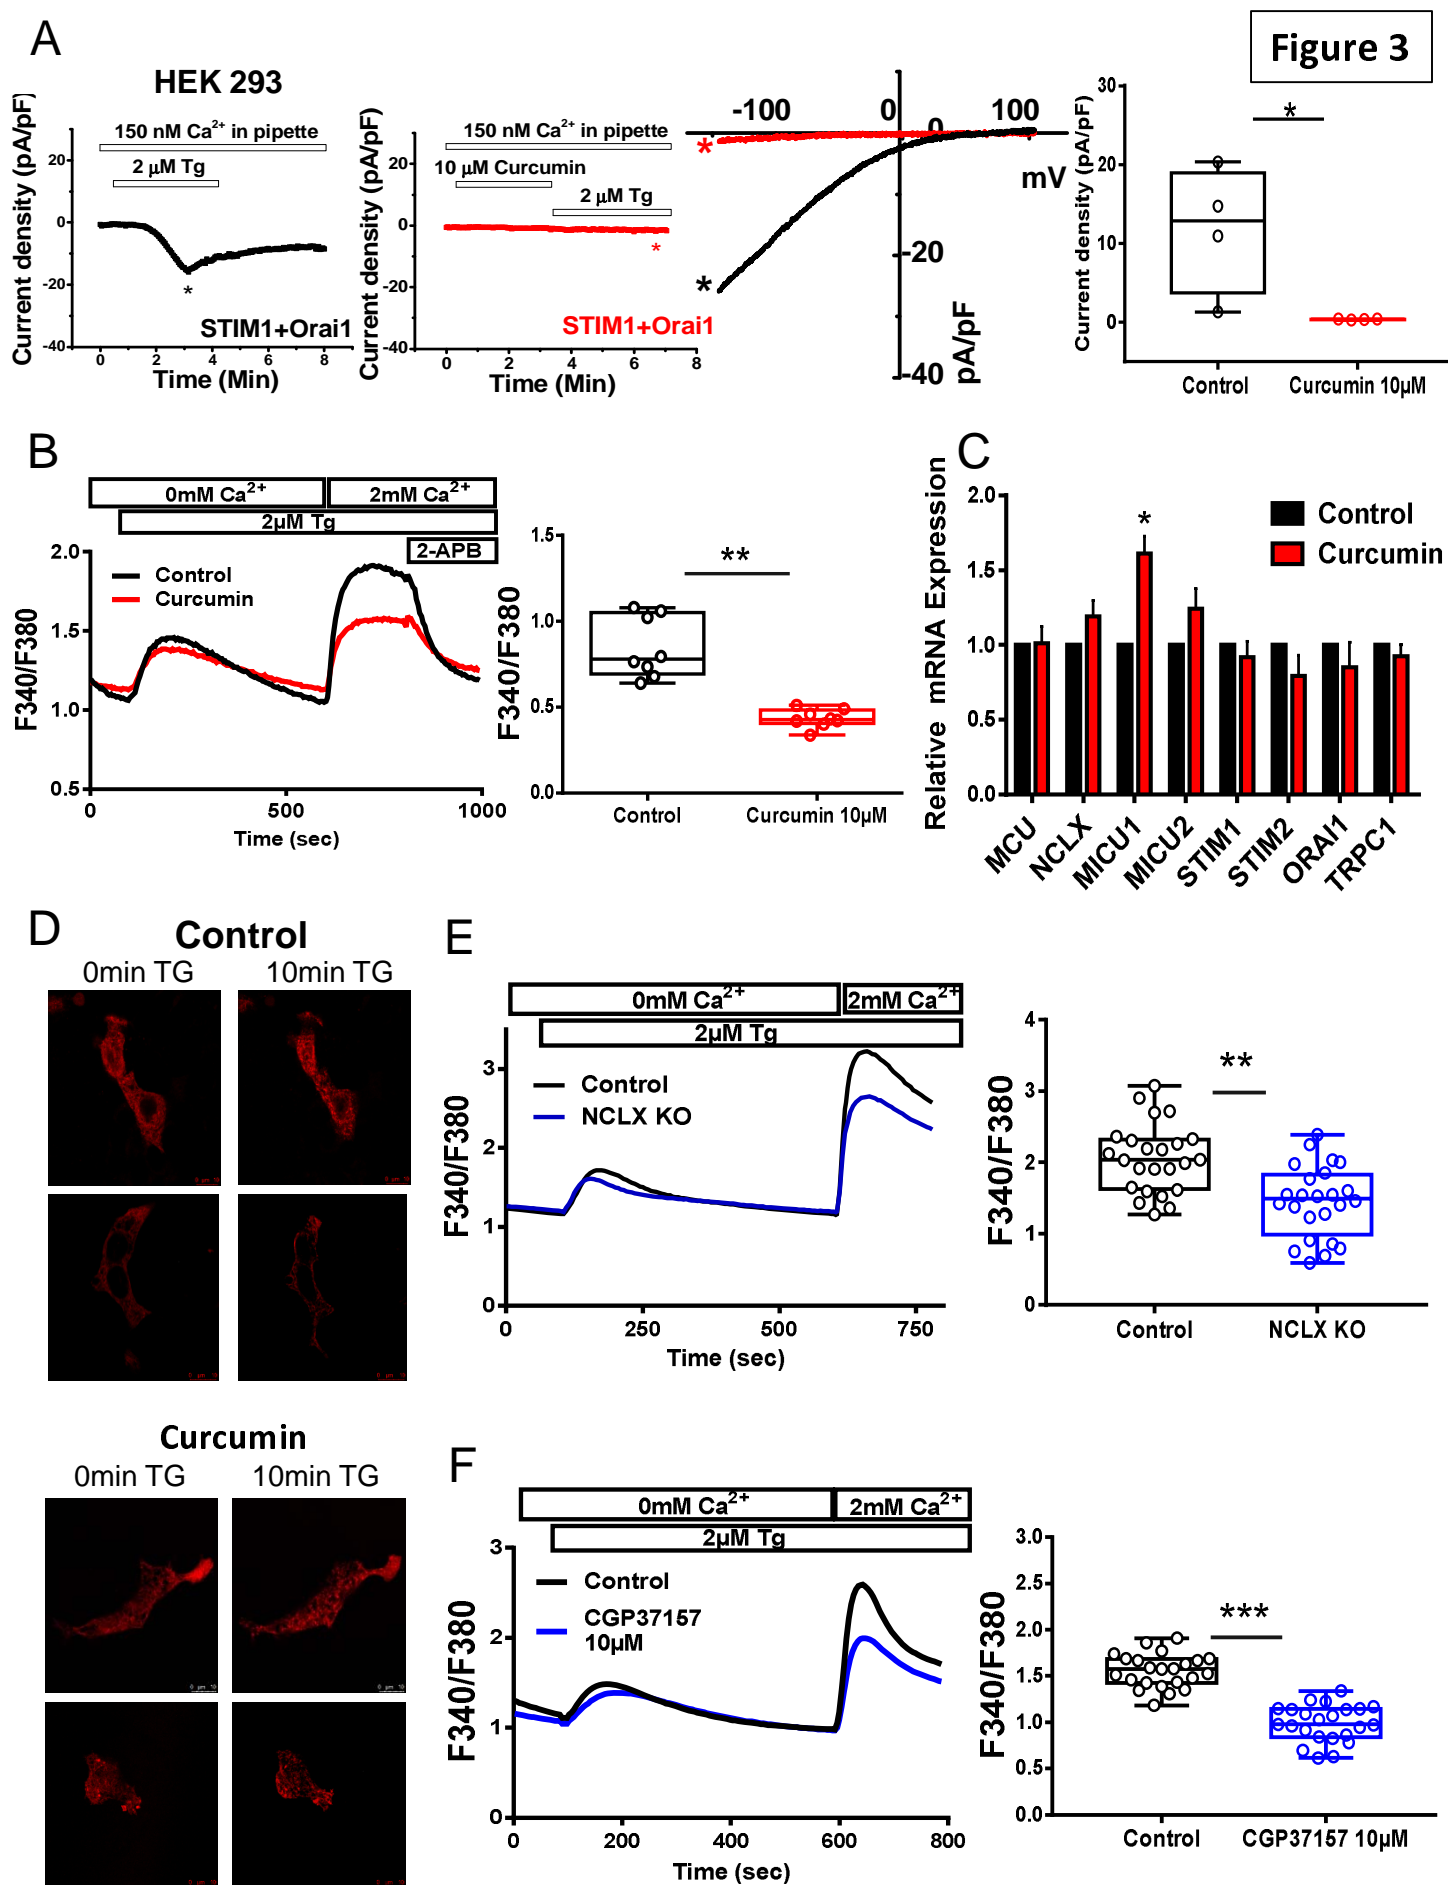 Figure 3
A
HEK 293
Current density (pA/pF)
150 nM Ca2+ in pipette
2 µM Tg
20
0
-20
-40
*
STIM1+Orai1
0 2 4 6 8
Time (Min)
Current density (pA/pF)
150 nM Ca2+ in pipette
10 µM Curcumin
2 µM Tg
20
0
-20
-40
*
STIM1+Orai1
0 2 4 6 8
Time (Min)
-100 0 100
0
mV
*
*
-20
-40
pA/pF
Current density (pA/pF)
30
20
10
0
*
Control Curcumin 10µM
B
0mM Ca2+ 2mM Ca2+
2µM Tg
2-APB
Control
Curcumin
F340/F380
2.0
1.5
1.0
0.5
0 500 1000
Time (sec)
F340/F380
1.5
1.0
0.5
0.0
**
Control Curcumin 10µM
C
Relative mRNA Expression
2.0
1.5
1.0
0.5
0.0
*
Control
Curcumin
MCU
NCLX
MICU1
MICU2
STIM1
STIM2
ORAI1
TRPC1
D
Control
0min TG 10min TG
Curcumin
0min TG 10min TG
E
0mM Ca2+ 2mM Ca2+
2µM Tg
Control
NCLX KO
F340/F380
3
2
1
0
0 250 500 750
Time (sec)
F340/F380
4
3
2
1
0
**
Control NCLX KO
F
0mM Ca2+ 2mM Ca2+
2µM Tg
Control
CGP37157
10µM
F340/F380
3
2
1
0
0 200 400 600 800
Time (sec)
F340/F380
3.0
2.5
2.0
1.5
1.0
0.5
0.0
***
Control CGP37157 10µM